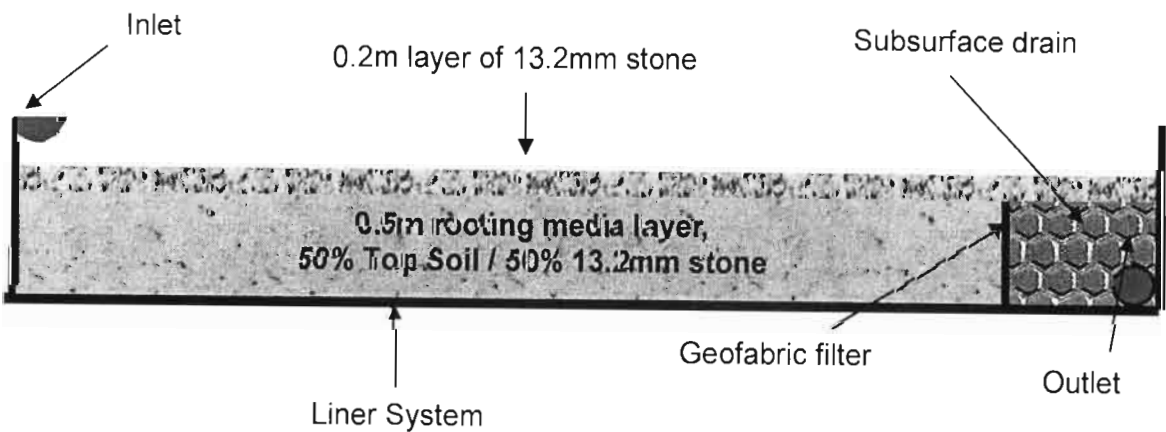 Inlet
0.2m layer of 13.2mm stone
Subsurface drain
0.5m rooting media layer,
50% Top Soil / 50% 13.2mm stone
Geofabric filter
Outlet
Liner System